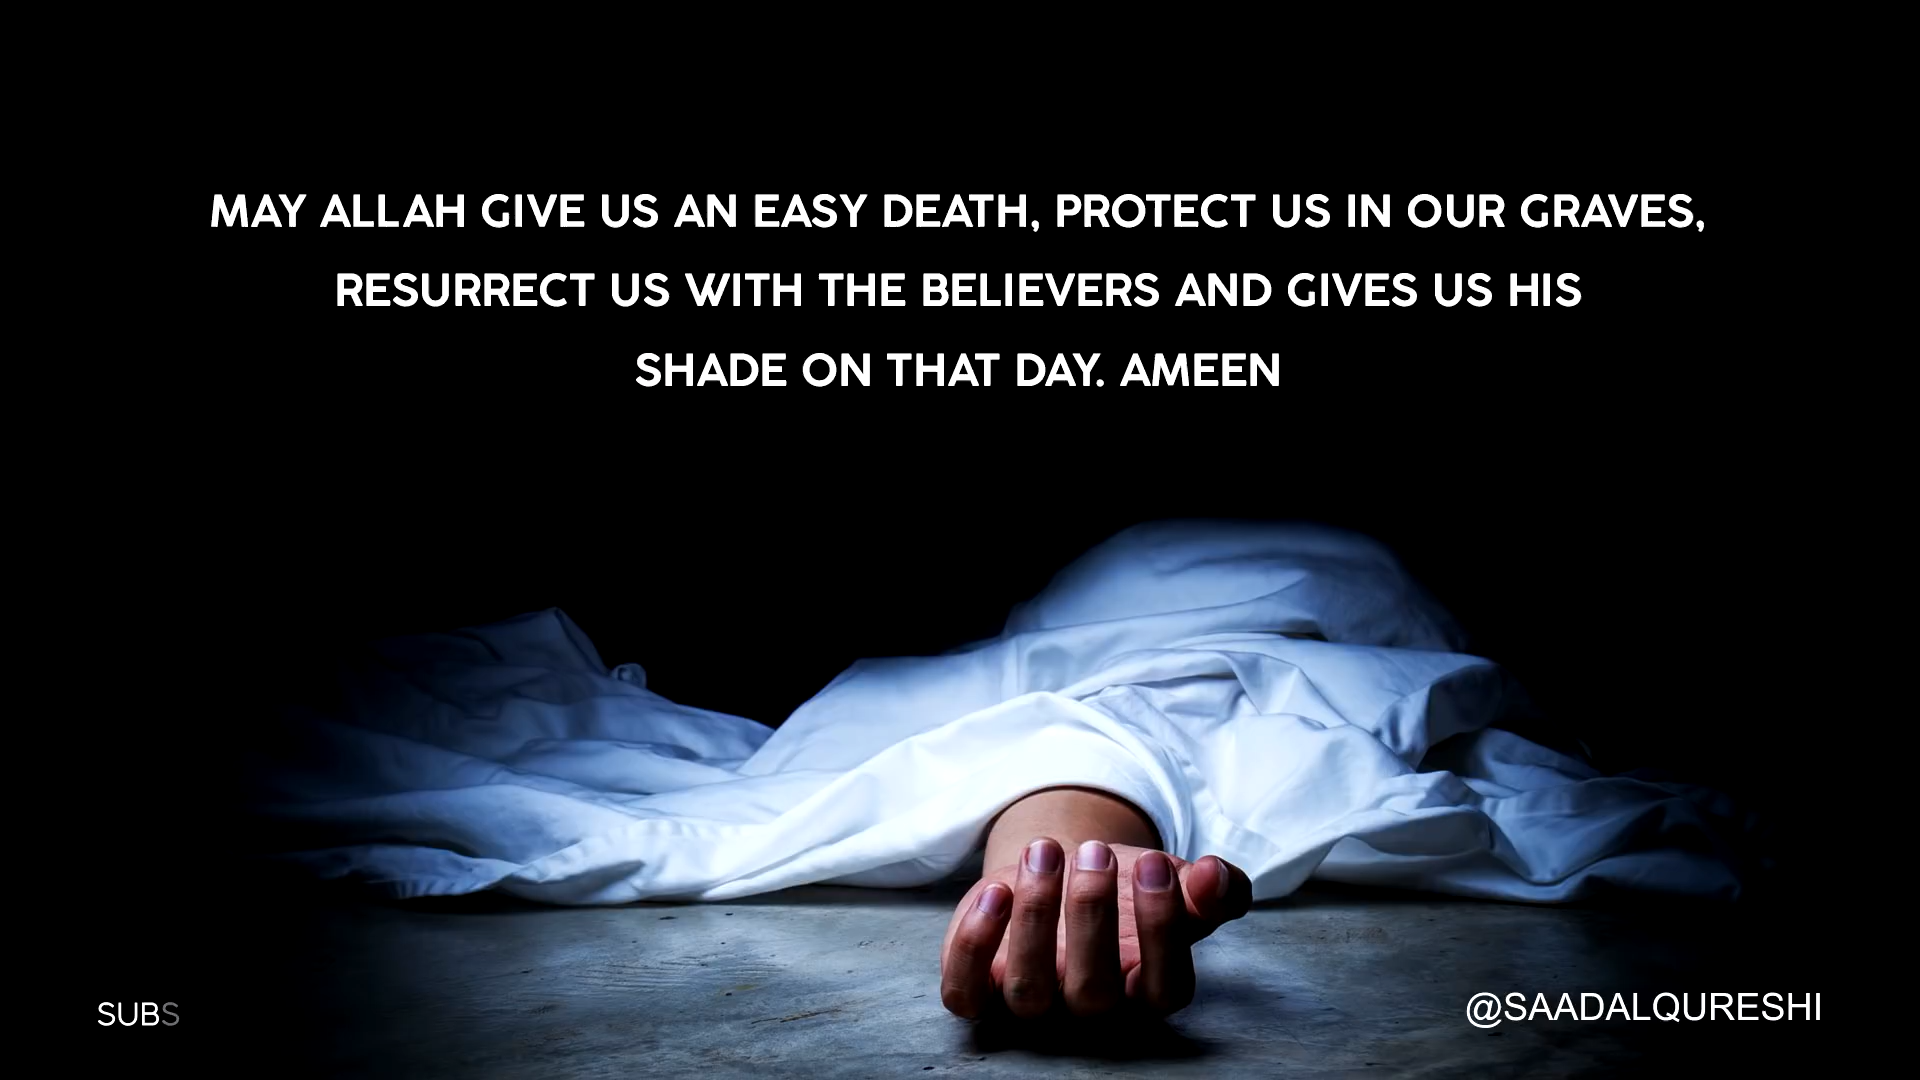 MAY ALLAH GIVE US AN EASY DEATH, PROTECT US IN OUR GRAVES,
RESURRECT US WITH THE BELIEVERS AND GIVES US HIS
SHADE ON THAT DAY. AMEEN
SUBS
@SAADALQURESHI